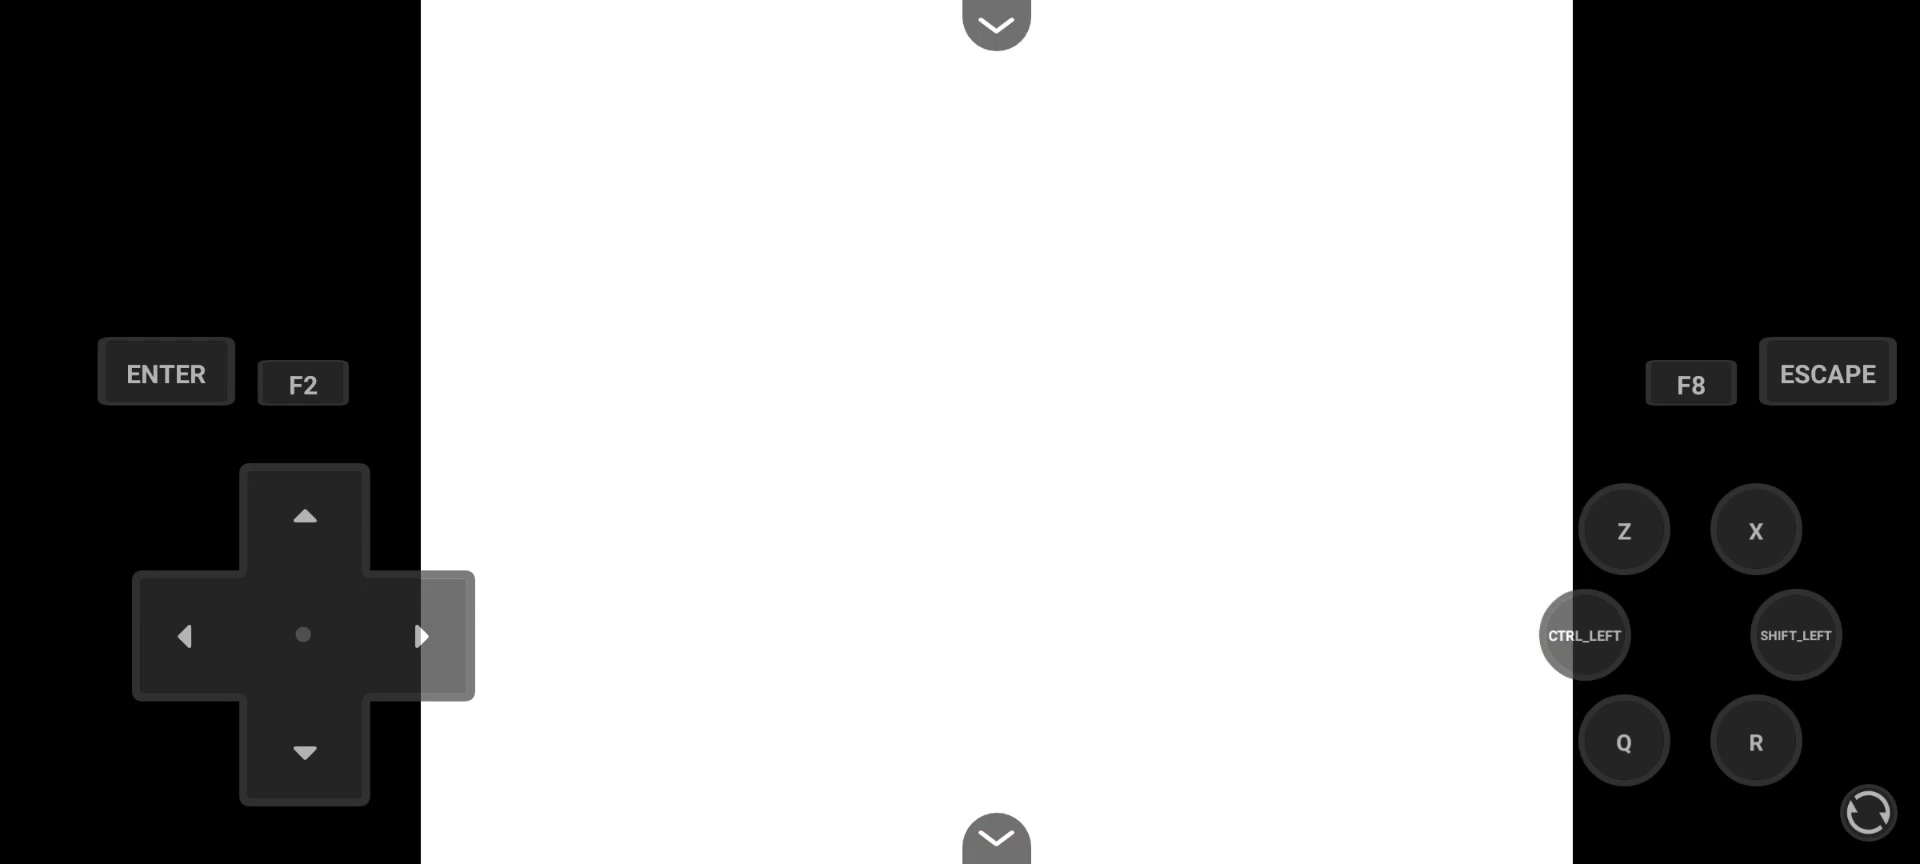 ENTER
F2
F8
ESCAPE
Z
X
CTRL_LEFT
SHIFT_LEFT
Q
R